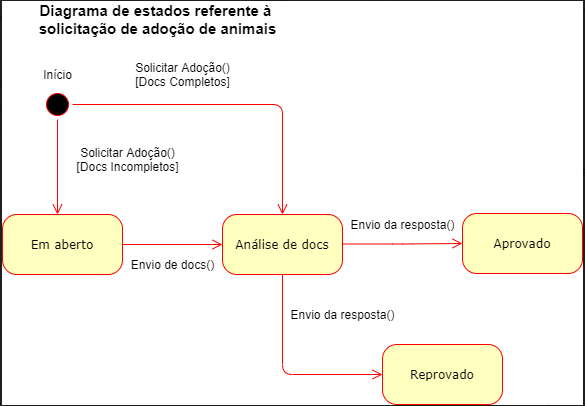 Diagrama de estados referente à
solicitação de adoção de animais
Início
Solicitar Adoção()
[Docs Completos]
Solicitar Adoção()
[Docs Incompletos]
Em aberto
Envio de docs()
Análise de docs
Envio da resposta()
Aprovado
Envio da resposta()
Reprovado